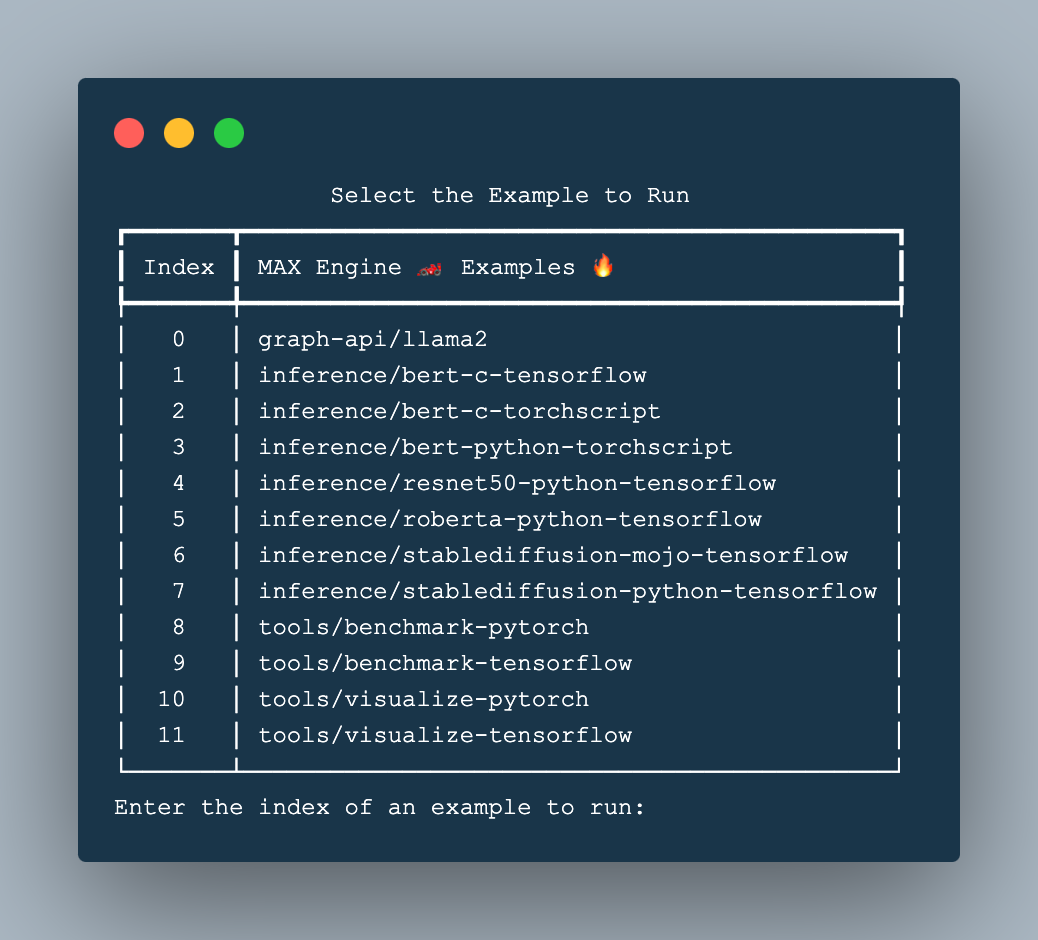 Select the Example to Run
Index MAX Engine 🏎️ Examples 🔥
0 graph-api/llama2
1 inference/bert-c-tensorflow
2 inference/bert-c-torchscript
3 inference/bert-python-torchscript
4 inference/resnet50-python-tensorflow
5 inference/roberta-python-tensorflow
6 inference/stablediffusion-mojo-tensorflow
7 inference/stablediffusion-python-tensorflow
8 tools/benchmark-pytorch
9 tools/benchmark-tensorflow
10 tools/visualize-pytorch
11 tools/visualize-tensorflow
Enter the index of an example to run: